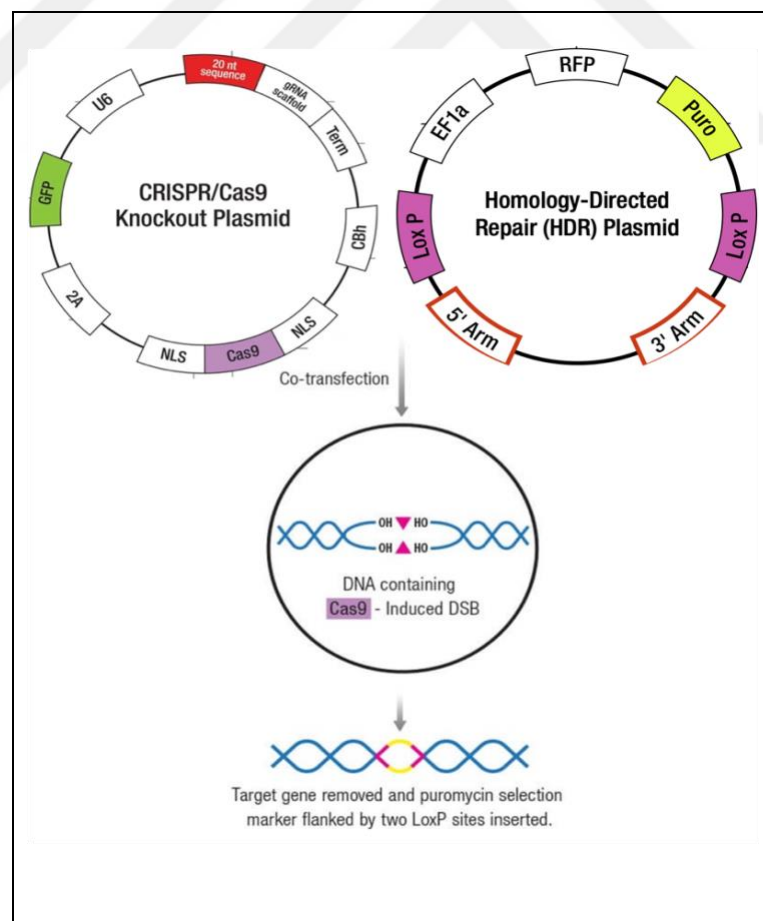 20 nt
sequence
gRNA
scaffold
Term
CBh
NLS
Cas9
NLS
2A
GFP
U6
CRISPR/Cas9
Knockout Plasmid
RFP
Puro
Lox P
3' Arm
5' Arm
Lox P
EF1a
Homology-Directed
Repair (HDR) Plasmid
Co-transfection
OH HO
OH HO
DNA containing
Cas9 - Induced DSB
Target gene removed and puromycin selection
marker flanked by two LoxP sites inserted.